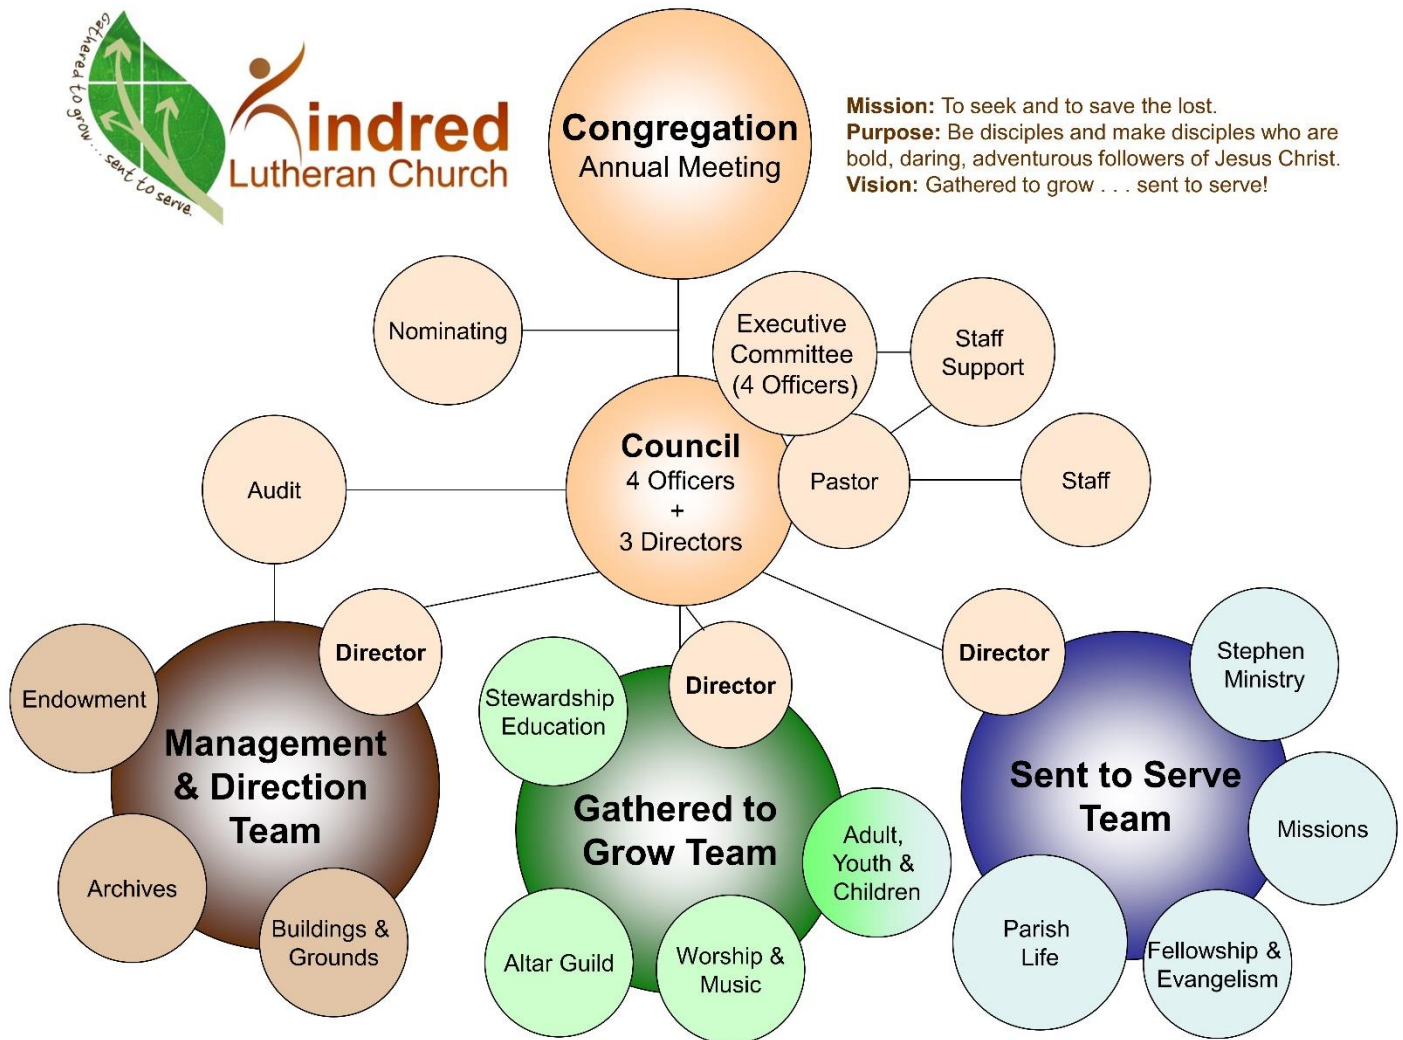 Gathered to grow . . . sent to serve.
Kindred
Lutheran Church
Congregation
Annual Meeting
Mission: To seek and to save the lost.
Purpose: Be disciples and make disciples who are
bold, daring, adventurous followers of Jesus Christ.
Vision: Gathered to grow . . . sent to serve!
Nominating
Executive
Committee
(4 Officers)
Staff
Support
Audit
Council
4 Officers
+
3 Directors
Pastor
Staff
Director
Endowment
Management
& Direction
Team
Archives
Buildings &
Grounds
Director
Stewardship
Education
Gathered to
Grow Team
Adult,
Youth &
Children
Altar Guild
Worship &
Music
Director
Stephen
Ministry
Sent to Serve
Team
Missions
Parish
Life
Fellowship &
Evangelism